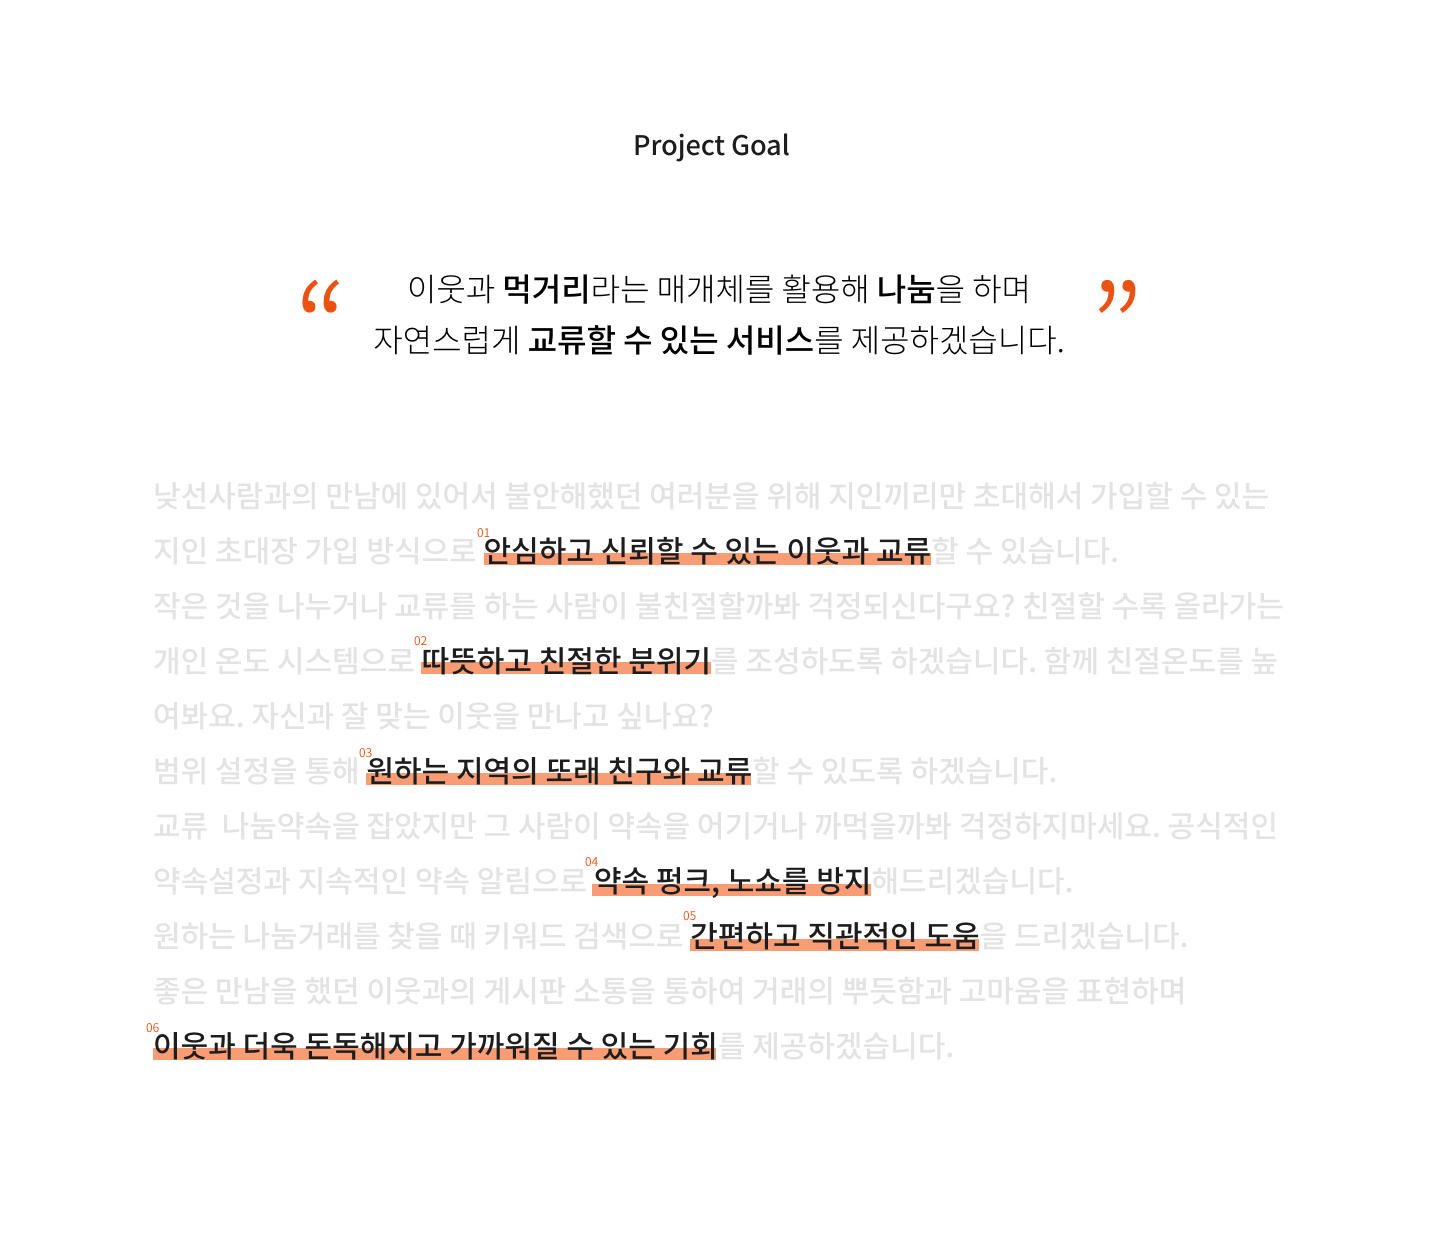 Project Goal
“ 이웃과 먹거리라는 매개체를 활용해 나눔을 하며 ”
자연스럽게 교류할 수 있는 서비스를 제공하겠습니다.
낯선사람과의 만남에 있어서 불안해했던 여러분을 위해 지인끼리만 초대해서 가입할 수 있는
지인 초대장 가입 방식으로 01 안심하고 신뢰할 수 있는 이웃과 교류할 수 있습니다.
작은 것을 나누거나 교류를 하는 사람이 불친절할까봐 걱정되신다구요? 친절할 수록 올라가는
개인 온도 시스템으로 02 따뜻하고 친절한 분위기를 조성하도록 하겠습니다. 함께 친절온도를 높
여봐요. 자신과 잘 맞는 이웃을 만나고 싶나요?
범위 설정을 통해 03 원하는 지역의 또래 친구와 교류할 수 있도록 하겠습니다.
교류 나눔약속을 잡았지만 그 사람이 약속을 어기거나 까먹을까봐 걱정하지마세요. 공식적인
약속설정과 지속적인 약속 알림으로 04 약속 펑크, 노쇼를 방지해드리겠습니다.
원하는 나눔거래를 찾을 때 키워드 검색으로 05 간편하고 직관적인 도움을 드리겠습니다.
좋은 만남을 했던 이웃과의 게시판 소통을 통하여 거래의 뿌듯함과 고마움을 표현하며
06 이웃과 더욱 돈독해지고 가까워질 수 있는 기회를 제공하겠습니다.